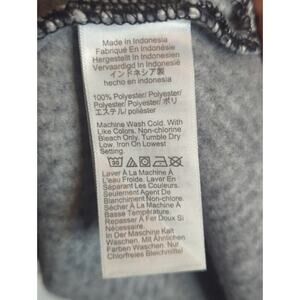 Made in Indonesia
Fabriqué En Indonésie
Hergestellt In Indonesien
Vervaardigd In Indonesien
インドネシア製
hecho en indonesia
100% Polyester/ Polyester/
Polyester/ Polyester/ ポリ
エステル/ poliéster
Machine Wash Cold. With
Like Colors. Non-chlorine
Bleach Only. Tumble Dry
Low. Iron On Lowest
Setting.
Laver À La Machine À
L'eau Froide. Laver En
Séparant Les Couleurs.
Seulement Agent De
Blanchiment Non-chlore.
Sécher À La Machine À
Basse Température.
Repasser À Fer Doux Si
Nécessaire.
In Der Maschine Kalt
Waschen. Mit Ähnlichen
Farben Waschen. Nur
Chlorfreies Bleichmittel